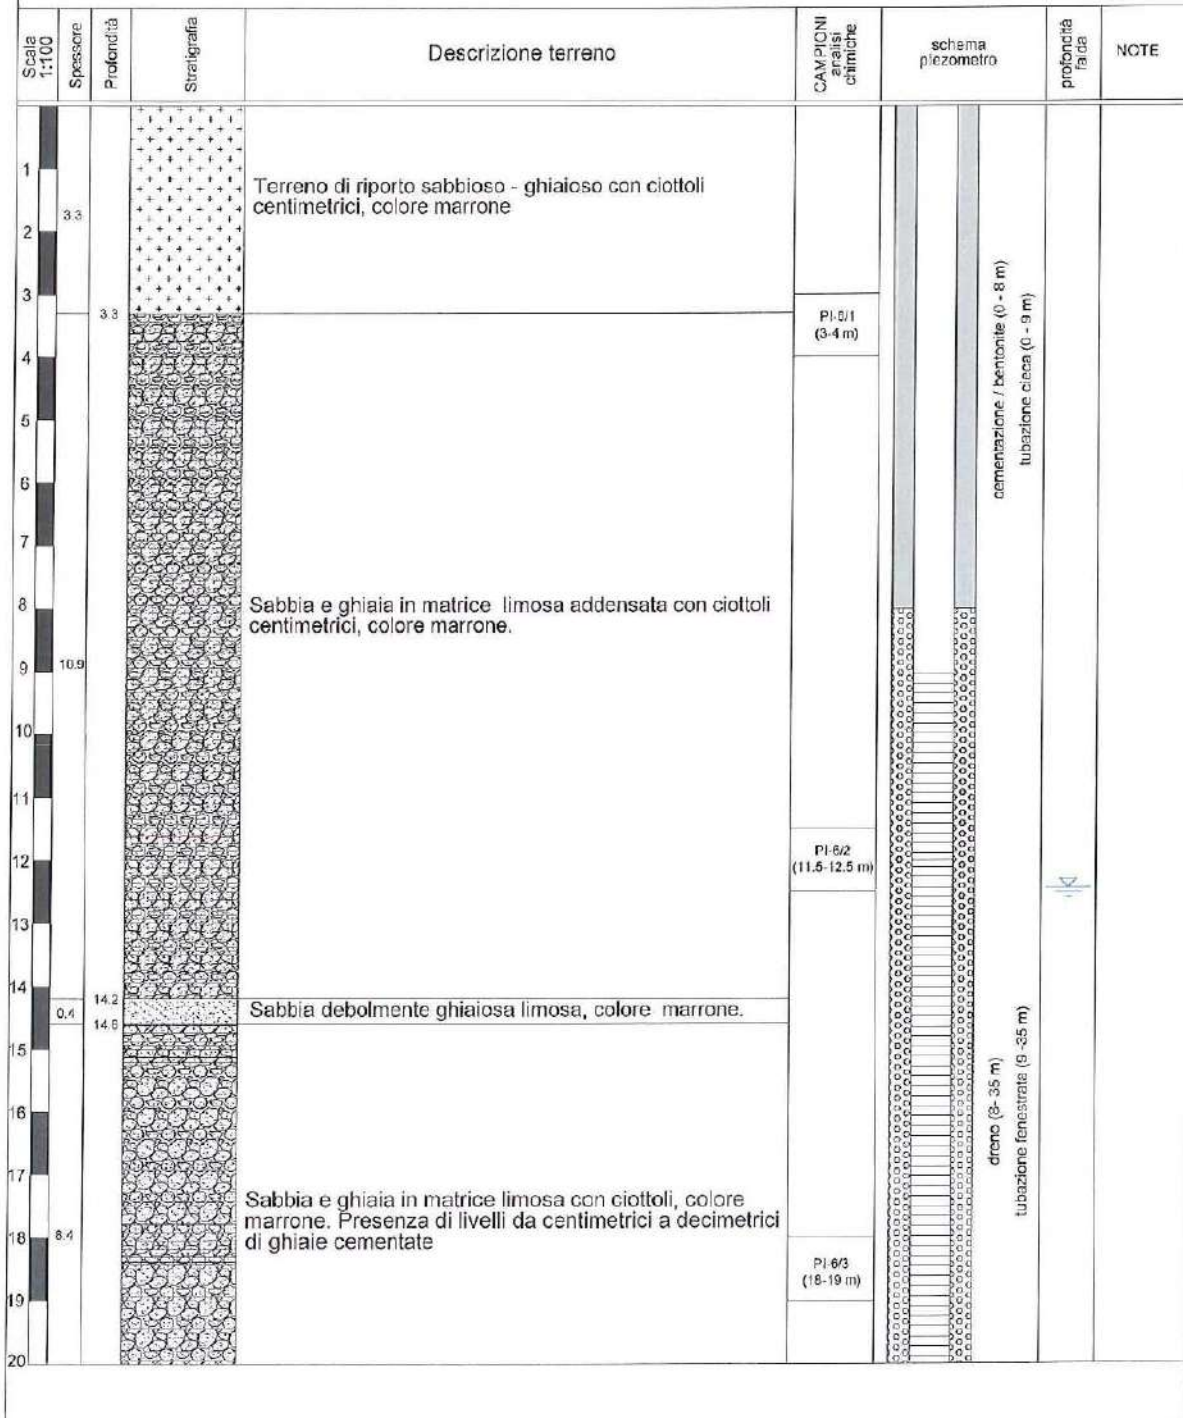 Scala
1:100
Spessore
Profondità
Stratigrafia
Descrizione terreno
CAMPIONI
analisi
chimiche
schema
piezometro
profondità
falda
NOTE
1
2
3
4
5
6
7
8
9
10
11
12
13
14
15
16
17
18
19
20
3.3
3.3
Terreno di riporto sabbioso - ghiaioso con ciottoli
centimetrici, colore marrone
PI-6/1
(3-4 m)
cementazione / bentonite (0 - 8 m)
tubazione cieca (0 - 9 m)
10.9
Sabbia e ghiaia in matrice limosa addensata con ciottoli
centimetrici, colore marrone.
PI-6/2
(11.5-12.5 m)
14.2
0.4
14.6
Sabbia debolmente ghiaiosa limosa, colore marrone.
dreno (8- 35 m)
tubazione fenestrata (9 -35 m)
Sabbia e ghiaia in matrice limosa con ciottoli, colore
marrone. Presenza di livelli da centimetrici a decimetrici
di ghiaie cementate
PI-6/3
(18-19 m)